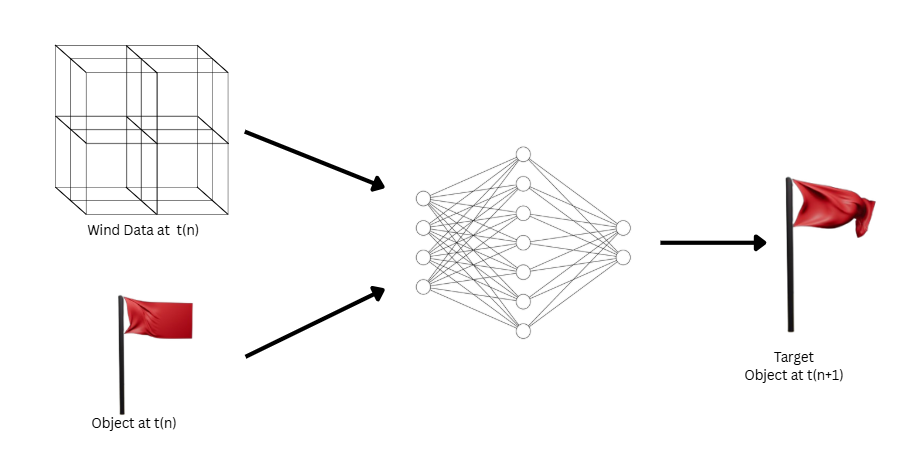 Wind Data at t(n)
Object at t(n)
Target
Object at t(n+1)